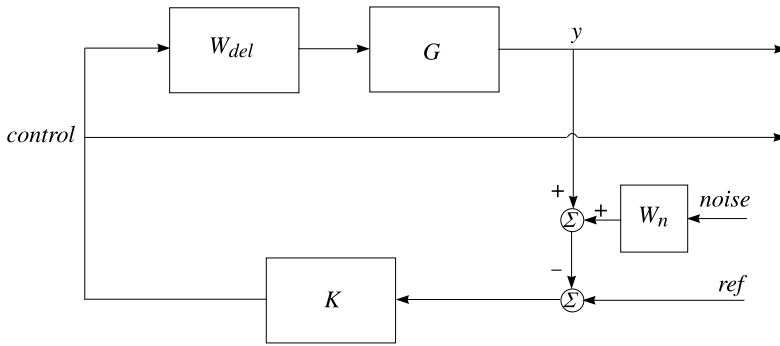 y
W_del
G
control
+
+
W_n
noise
Σ
−
ref
K
Σ